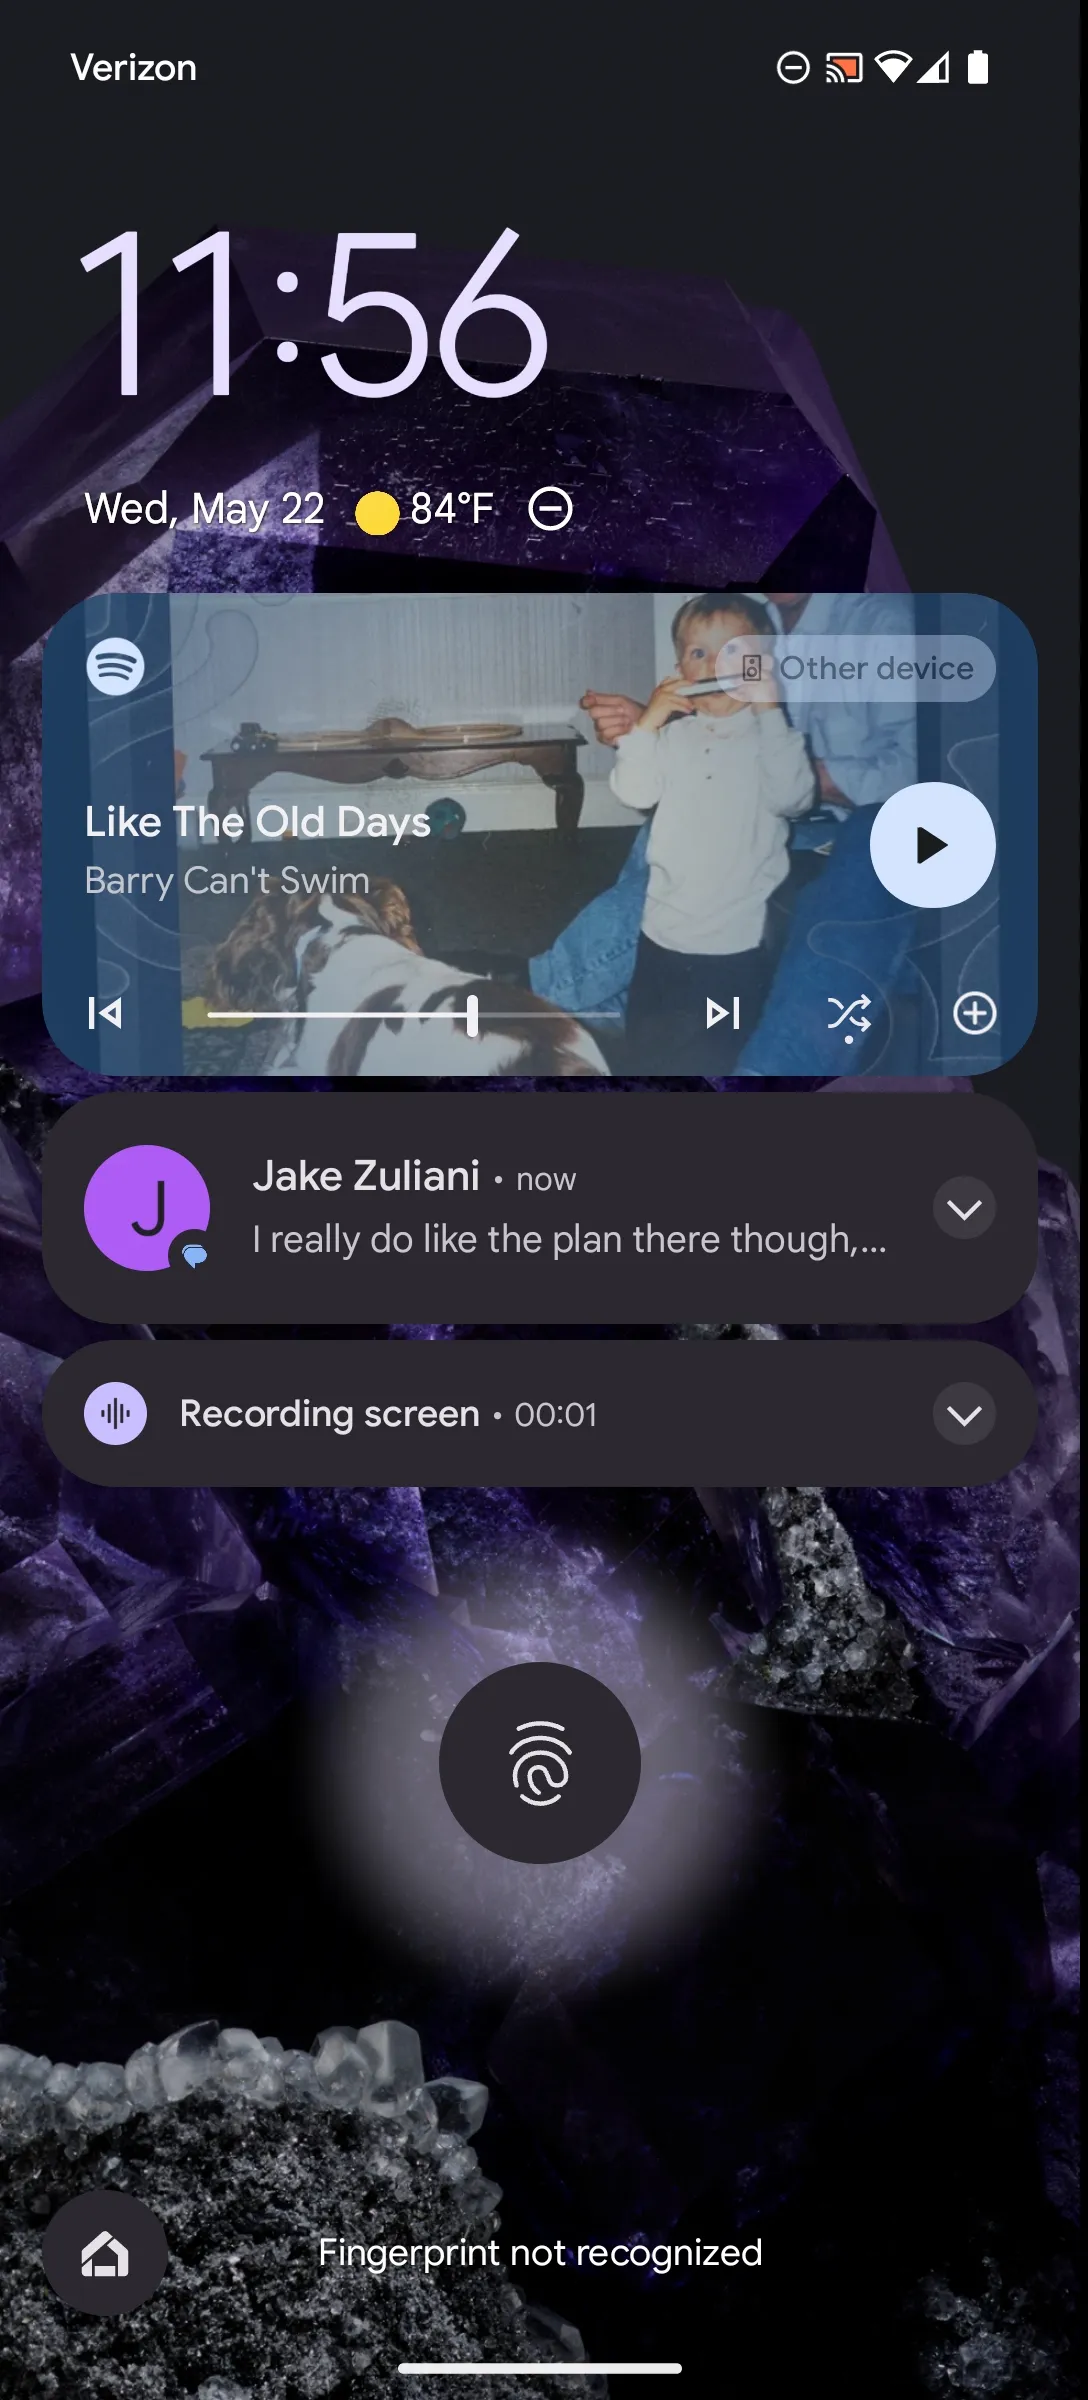 Verizon
11:56
Wed, May 22 84°F
Other device
Like The Old Days
Barry Can't Swim
J
Jake Zuliani • now
I really do like the plan there though,...
Recording screen • 00:01
Fingerprint not recognized